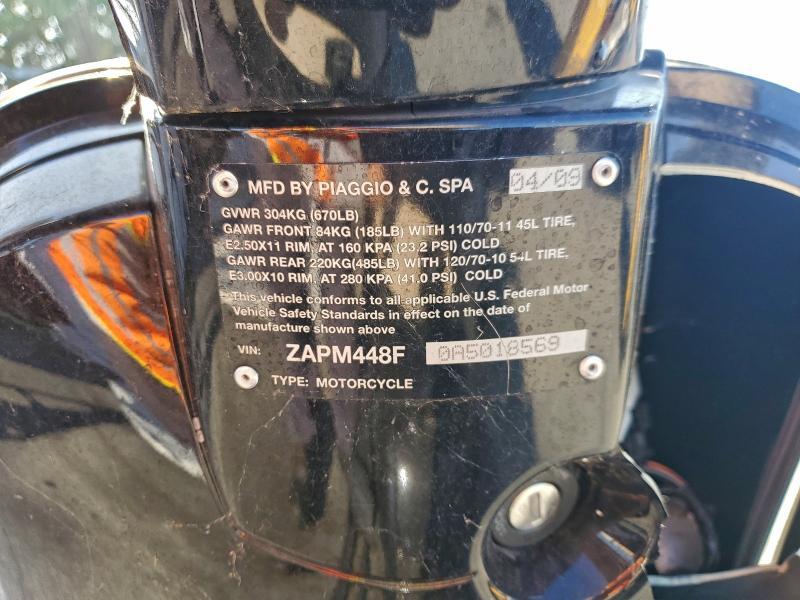 MFD BY PIAGGIO & C. SPA 04/09
GVWR 304KG (670LB)
GAWR FRONT 84KG (185LB) WITH 110/70-11 45L TIRE,
E2.50X11 RIM, AT 160 KPA (23.2 PSI) COLD
GAWR REAR 220KG(485LB) WITH 120/70-10 54L TIRE,
E3.00X10 RIM, AT 280 KPA (41.0 PSI) COLD
This vehicle conforms to all applicable U.S. Federal Motor
Vehicle Safety Standards in effect on the date of
manufacture shown above
VIN: ZAPM448F 0A5018569
TYPE: MOTORCYCLE